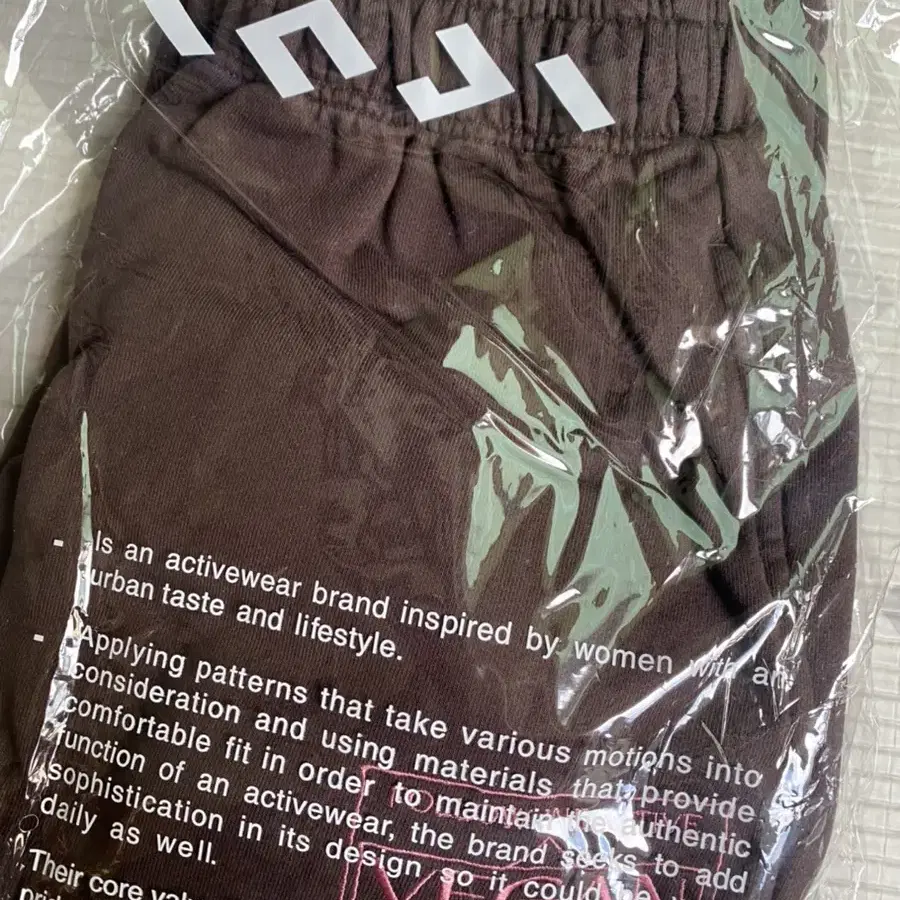 - Is an activewear brand inspired by women with an
urban taste and lifestyle.
- Applying patterns that take various motions into
consideration and using materials that provide
comfortable fit in order to maintain the authentic
function of an activewear, the brand seeks to add
sophistication in its design so it could be
daily as well.
Their core